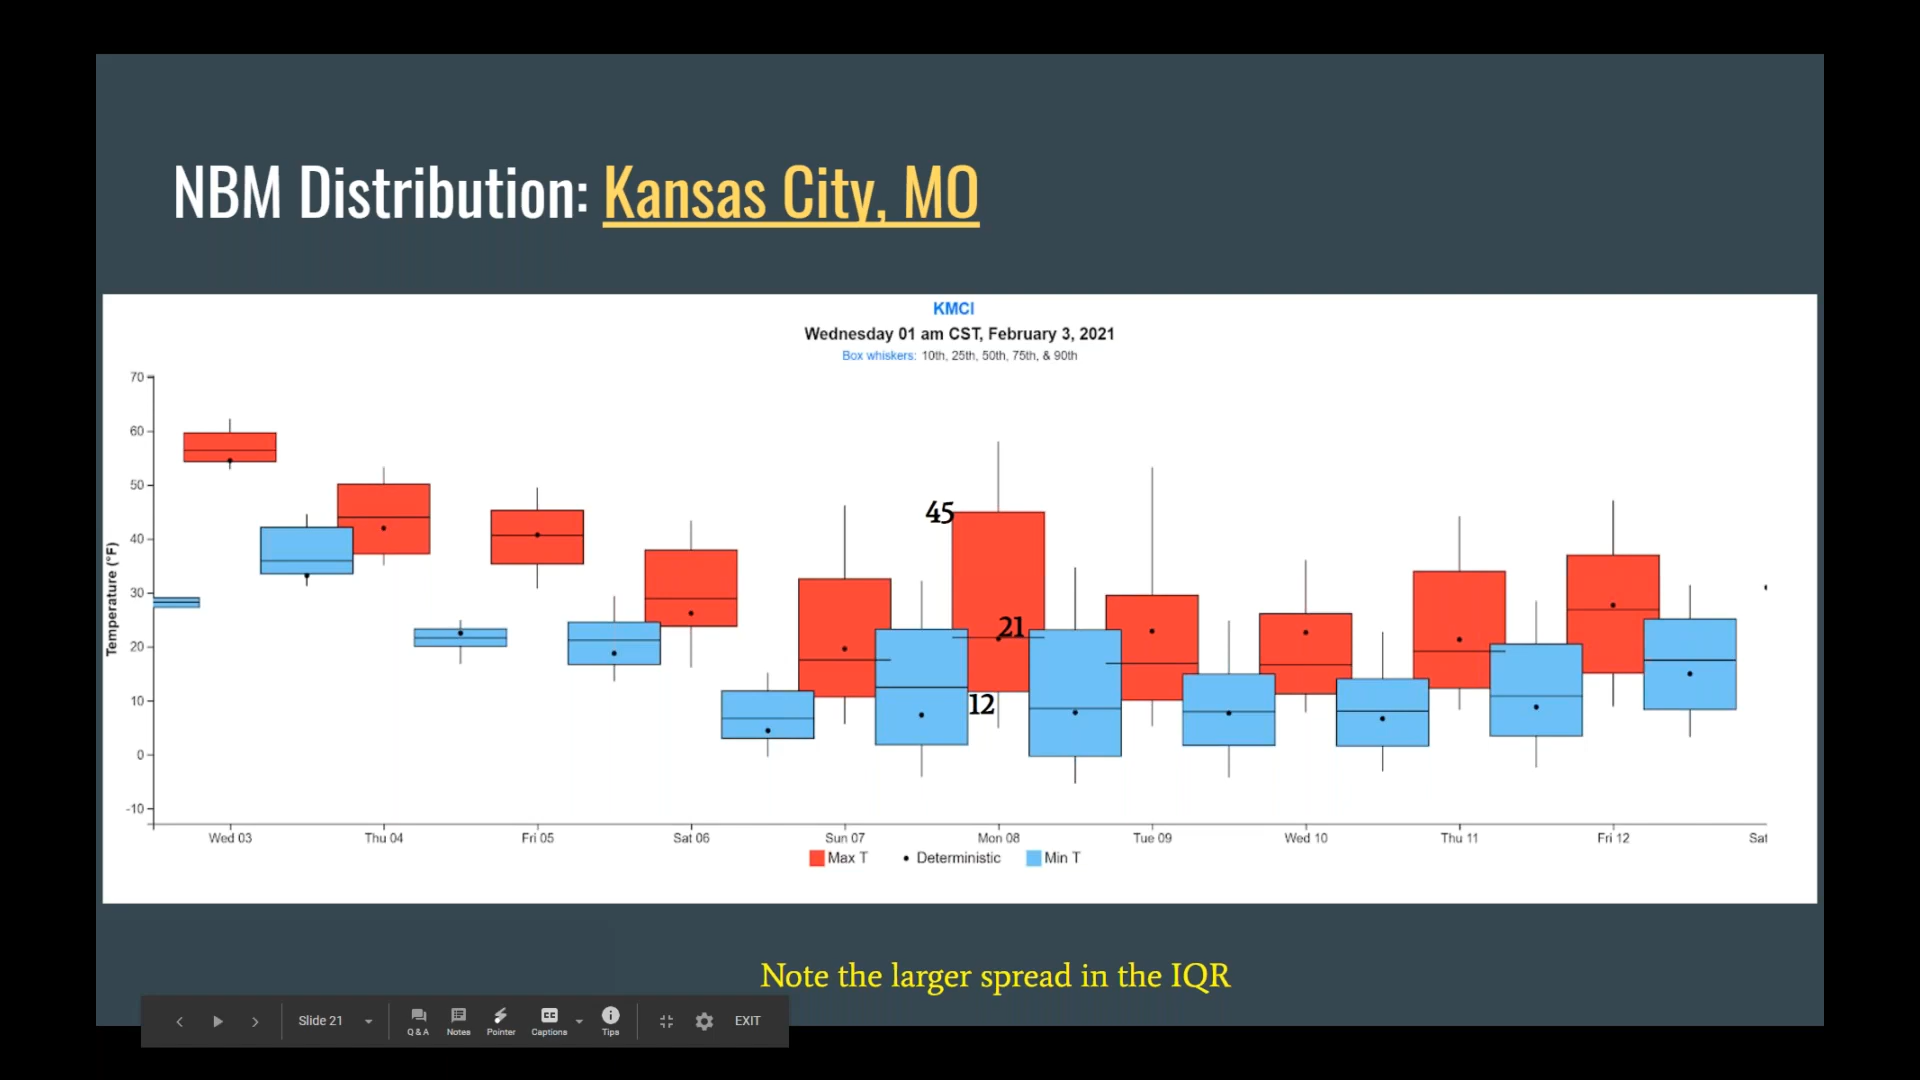 NBM Distribution: Kansas City, MO
KMCI
Wednesday 01 am CST, February 3, 2021
Box whiskers: 10th, 25th, 50th, 75th, & 90th
Temperature (°F)
70
60
50
40
30
20
10
0
-10
45
21
12
Wed 03 Thu 04 Fri 05 Sat 06 Sun 07 Mon 08 Tue 09 Wed 10 Thu 11 Fri 12 Sat
Max T Deterministic Min T
Note the larger spread in the IQR
Slide 21 Q & A Notes Pointer CC Captions Tips EXIT